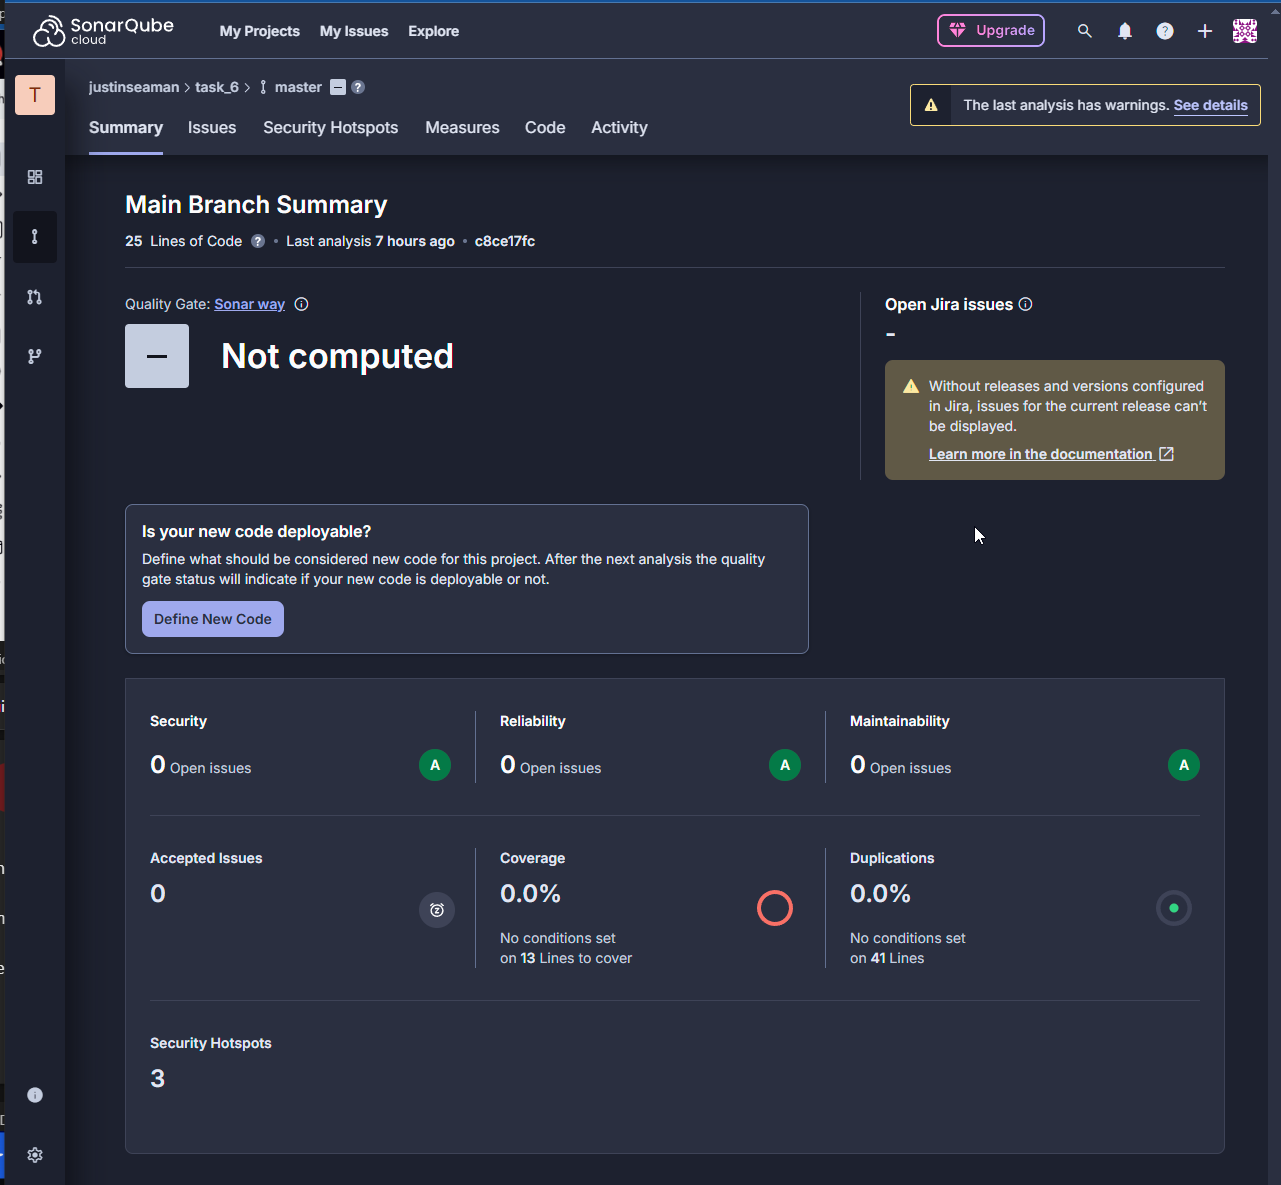 SonarQube cloud
My Projects My Issues Explore
Upgrade
T
justinseaman > task_6 > master
The last analysis has warnings. See details
Summary Issues Security Hotspots Measures Code Activity
Main Branch Summary
25 Lines of Code ? • Last analysis 7 hours ago • c8ce17fc
Quality Gate: Sonar way
Not computed
Open Jira issues
–
Without releases and versions configured
in Jira, issues for the current release can't
be displayed.
Learn more in the documentation
Is your new code deployable?
Define what should be considered new code for this project. After the next analysis the quality
gate status will indicate if your new code is deployable or not.
Define New Code
Security Reliability Maintainability
0 Open issues A 0 Open issues A 0 Open issues A
Accepted Issues Coverage Duplications
0 0.0% 0.0%
No conditions set No conditions set
on 13 Lines to cover on 41 Lines
Security Hotspots
3